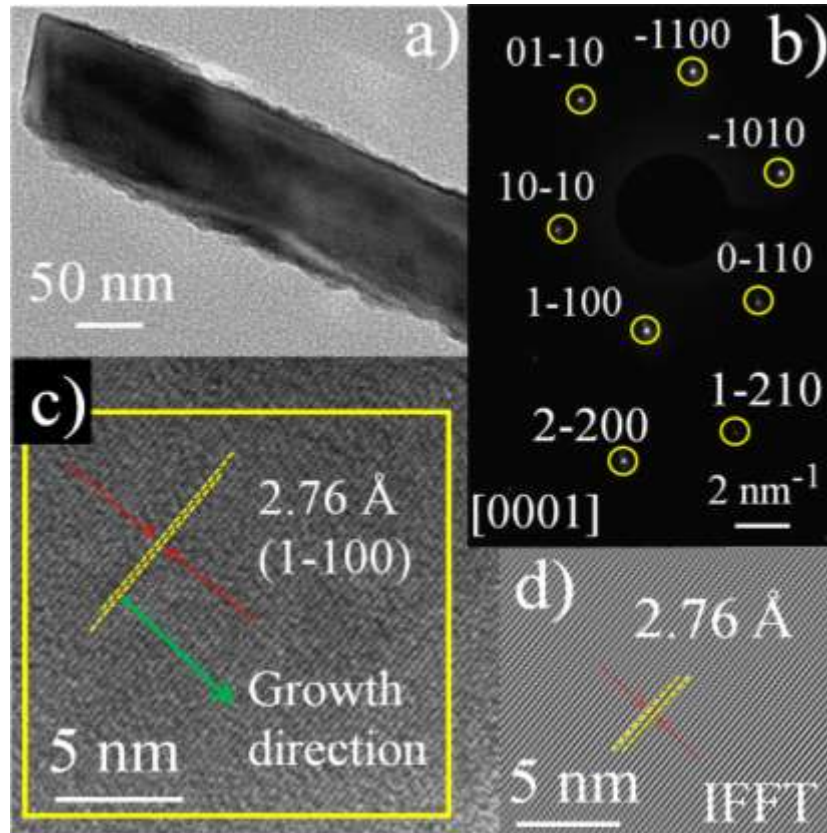 a)
50 nm
b)
-1100
01-10
-1010
10-10
0-110
1-100
1-210
2-200
2 nm-1
[0001]
c)
2.76 Å
(1-100)
Growth
direction
5 nm
d)
2.76 Å
5 nm
IFFT